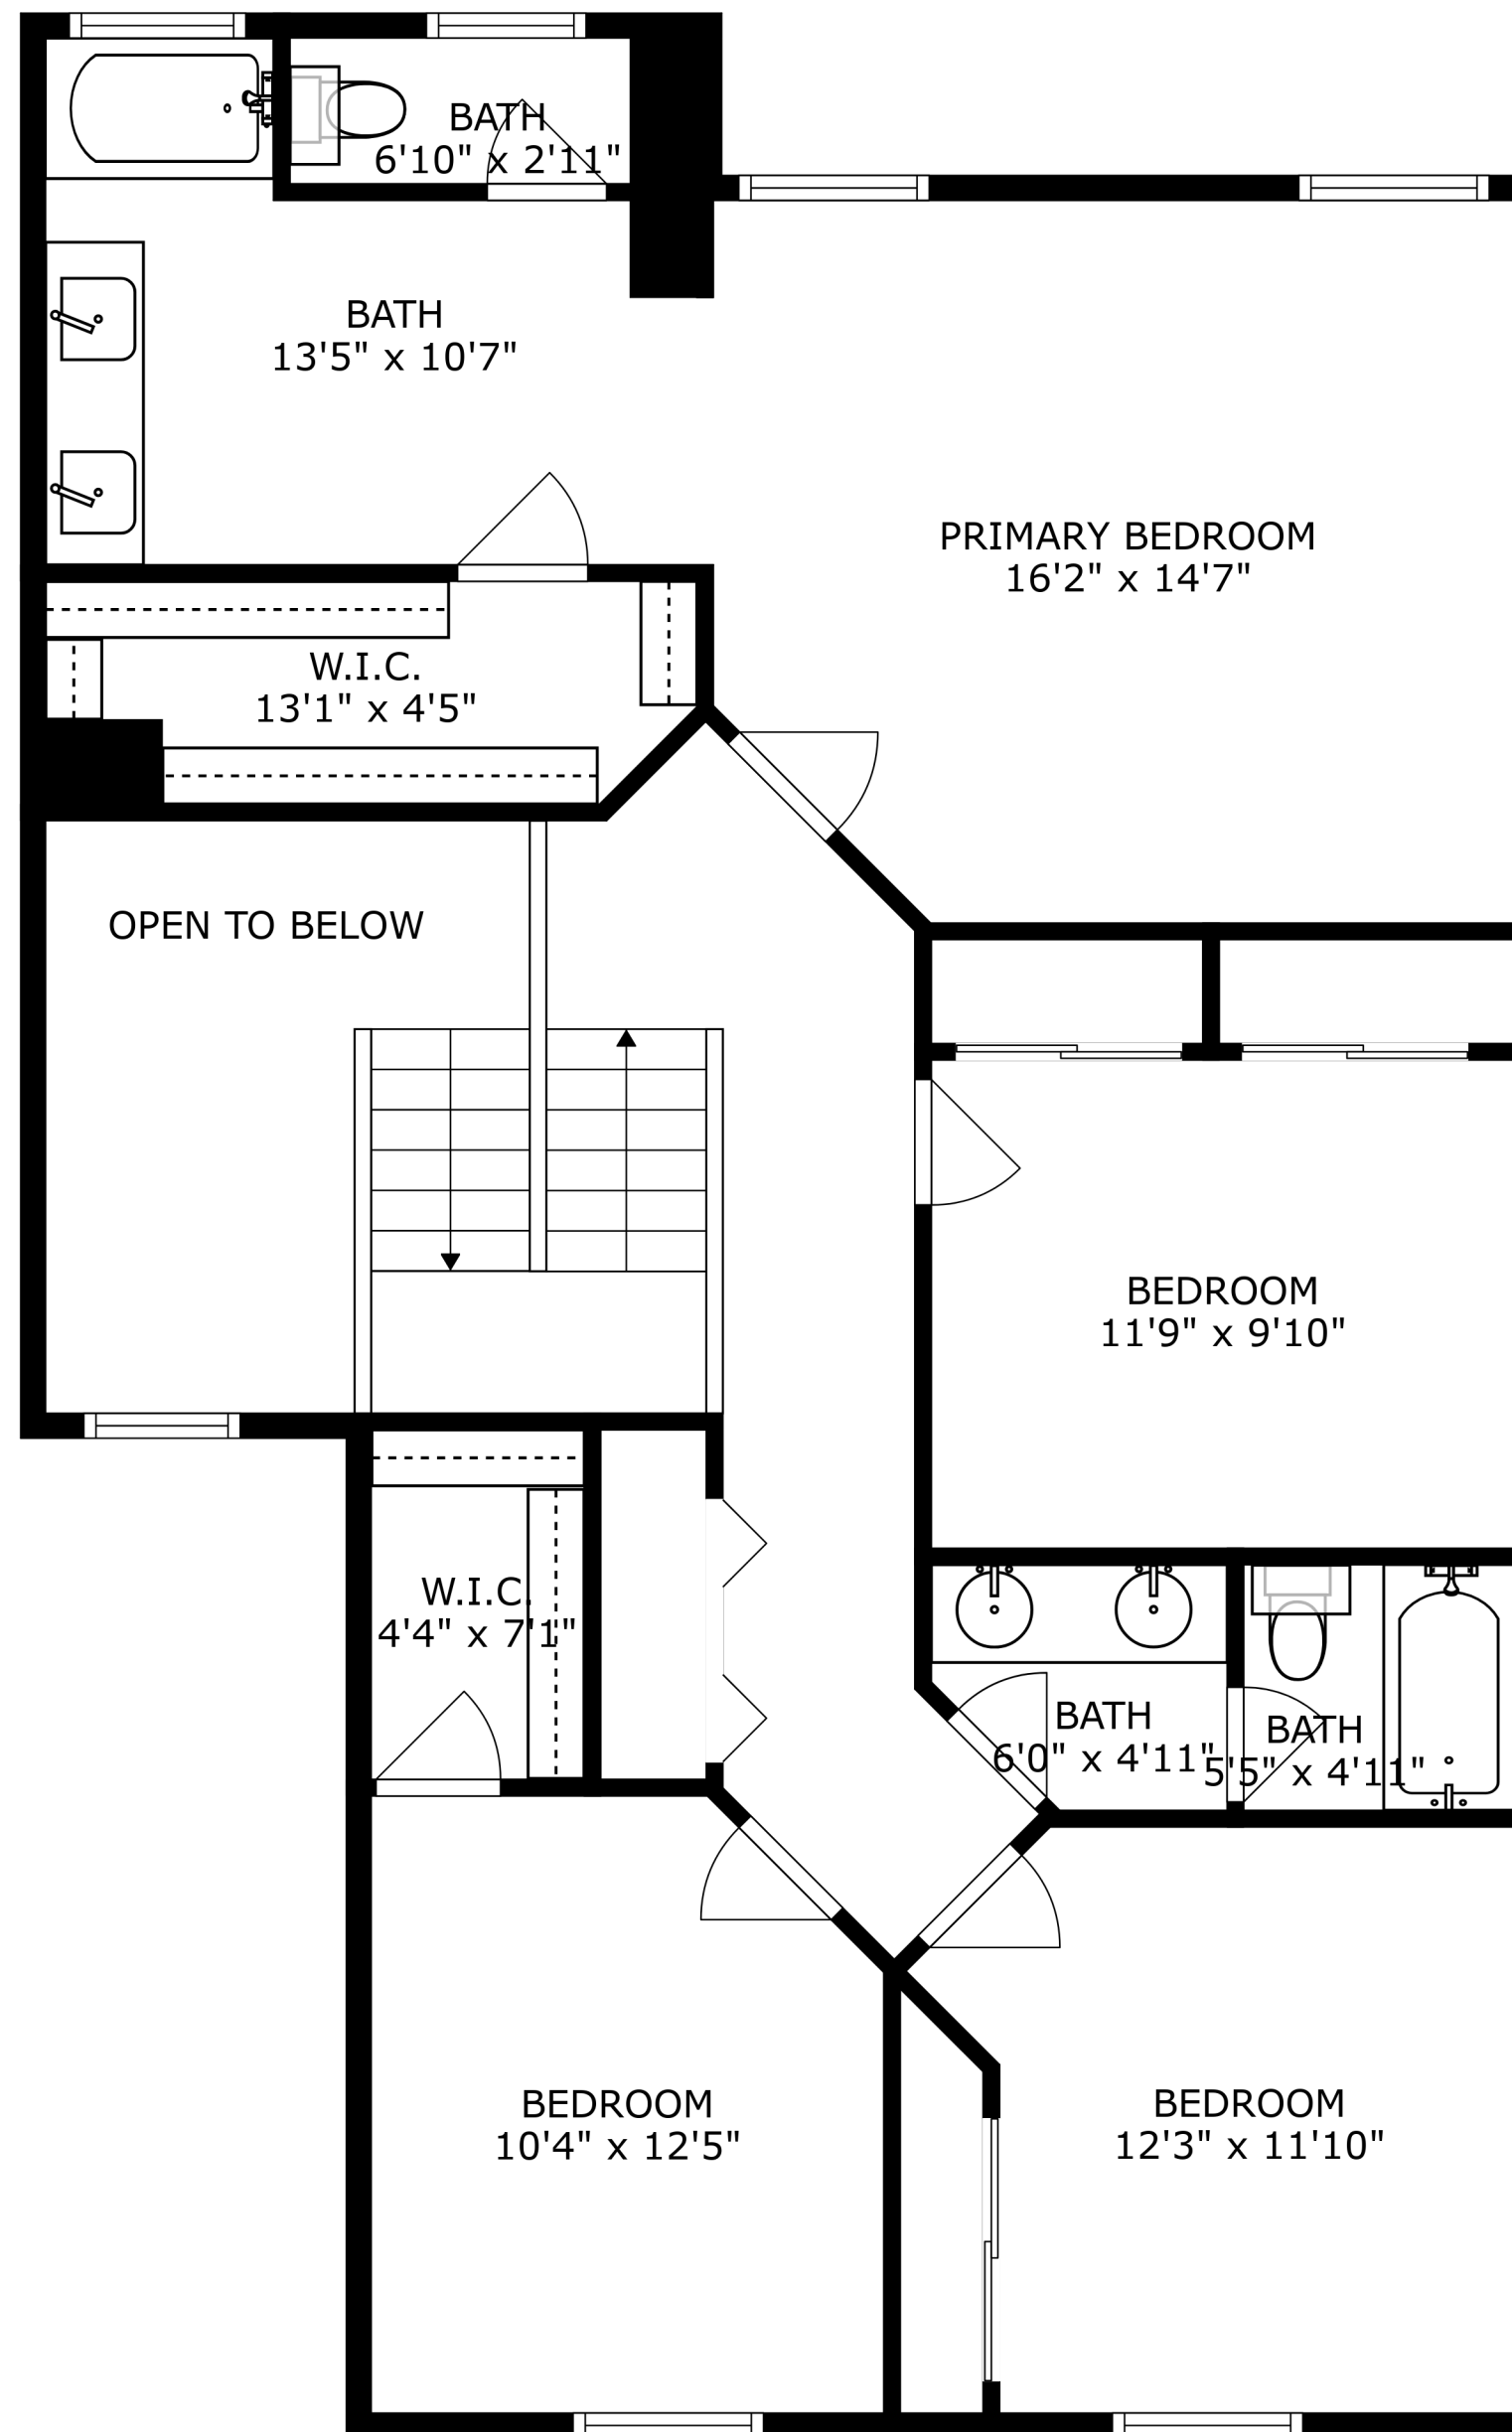 BATH
6'10" x 2'11"
BATH
13'5" x 10'7"
PRIMARY BEDROOM
16'2" x 14'7"
W.I.C.
13'1" x 4'5"
OPEN TO BELOW
BEDROOM
11'9" x 9'10"
W.I.C.
4'4" x 7'1"
BATH
6'0" x 4'11"
BATH
5'5" x 4'11"
BEDROOM
10'4" x 12'5"
BEDROOM
12'3" x 11'10"